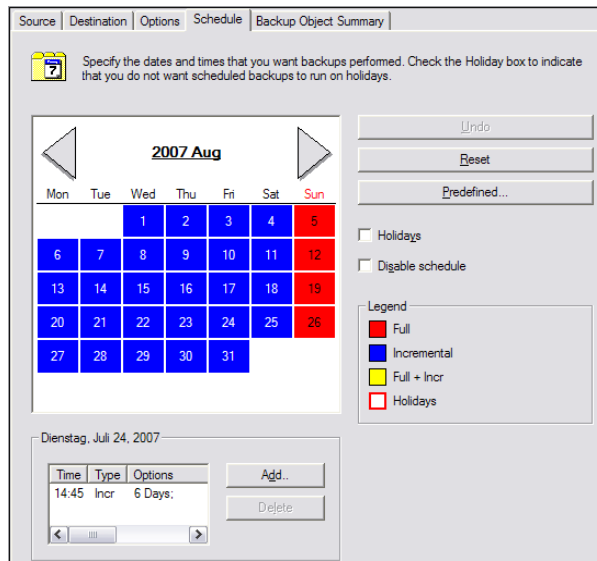 Source Destination Options Schedule Backup Object Summary
Specify the dates and times that you want backups performed. Check the Holiday box to indicate
that you do not want scheduled backups to run on holidays.
7
2007 Aug
Mon Tue Wed Thu Fri Sat Sun
1 2 3 4 5
6 7 8 9 10 11 12
13 14 15 16 17 18 19
20 21 22 23 24 25 26
27 28 29 30 31
Undo
Reset
Predefined...
Holidays
Disable schedule
Legend
Full
Incremental
Full + Incr
Holidays
Dienstag, Juli 24, 2007
Time Type Options
14:45 Incr 6 Days;
Add..
Delete